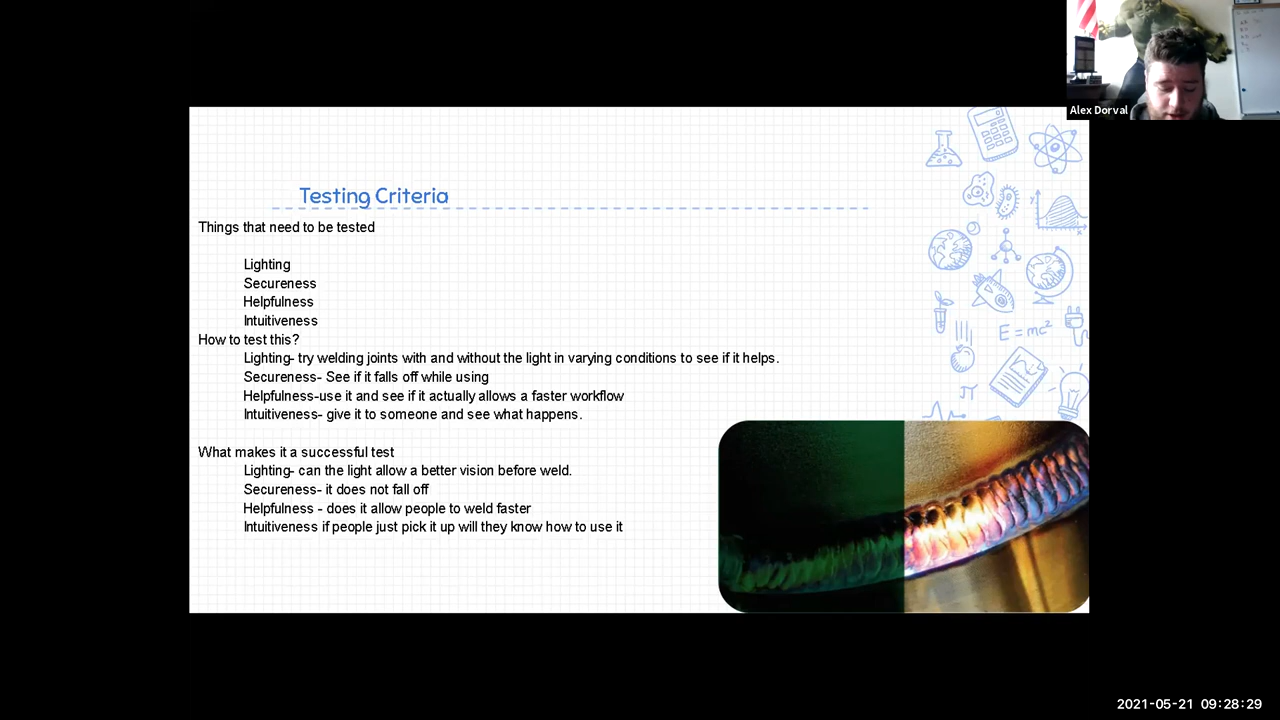 Alex Dorval
Testing Criteria
Things that need to be tested
Lighting
Secureness
Helpfulness
Intuitiveness
How to test this?
Lighting- try welding joints with and without the light in varying conditions to see if it helps.
Secureness- See if it falls off while using
Helpfulness-use it and see if it actually allows a faster workflow
Intuitiveness- give it to someone and see what happens.
What makes it a successful test
Lighting- can the light allow a better vision before weld.
Secureness- it does not fall off
Helpfulness - does it allow people to weld faster
Intuitiveness if people just pick it up will they know how to use it
y
x
E=mc²
π
2021-05-21 09:28:29